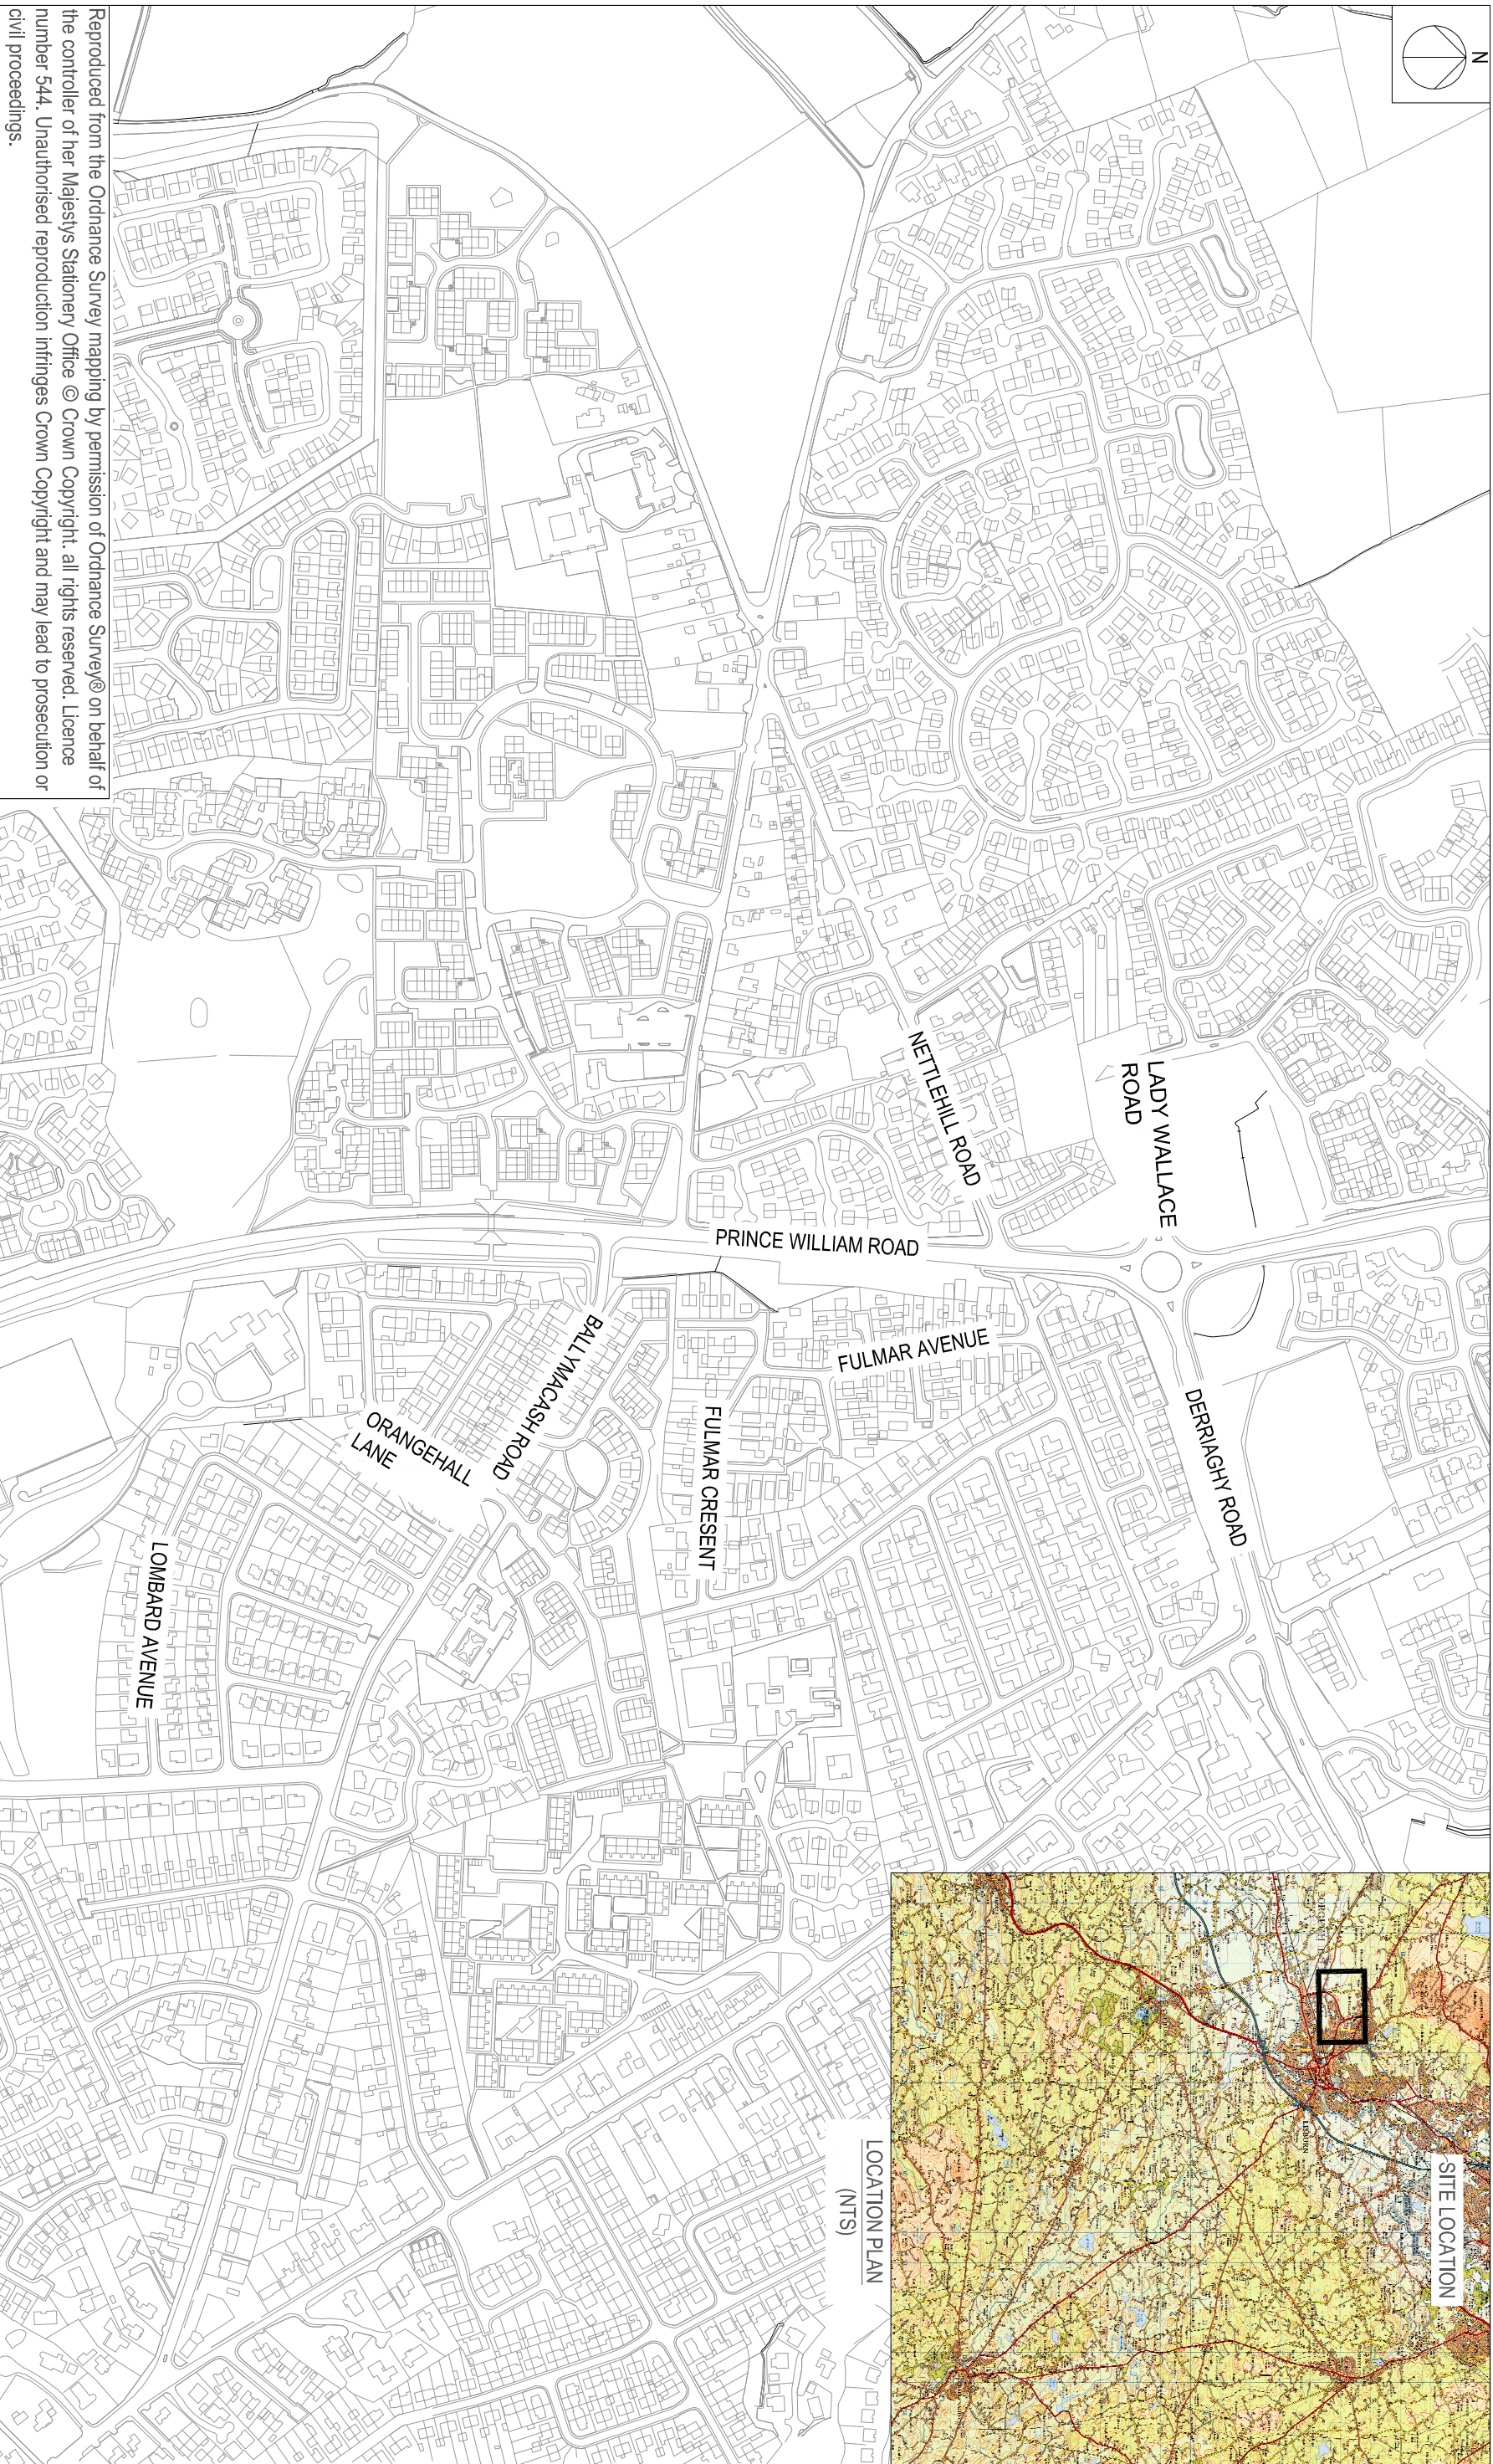 N
SITE LOCATION
LISBURN
LOCATION PLAN
(NTS)
LADY WALLACE
ROAD
NETTLEHILL ROAD
PRINCE WILLIAM ROAD
DERRIAGHY ROAD
FULMAR AVENUE
FULMAR CRESENT
BALLYMACASH ROAD
ORANGEHALL
LANE
LOMBARD AVENUE
Reproduced from the Ordnance Survey mapping by permission of Ordnance Survey® on behalf of
the controller of her Majestys Stationery Office © Crown Copyright. all rights reserved. Licence
number 544. Unauthorised reproduction infringes Crown Copyright and may lead to prosecution or
civil proceedings.